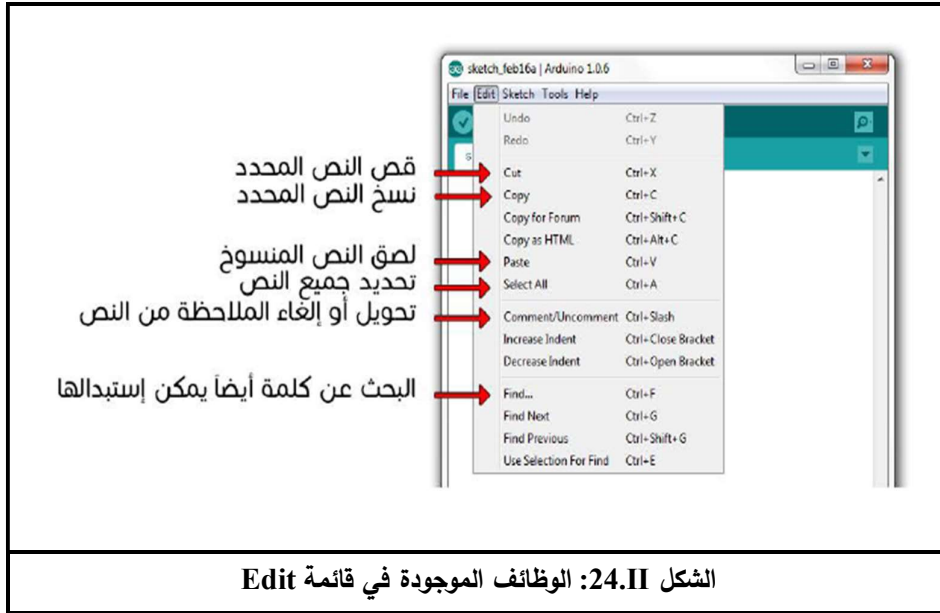 sketch_feb16a | Arduino 1.0.6
File Edit Sketch Tools Help
Undo Ctrl+Z
Redo Ctrl+Y
قص النص المحدد Cut Ctrl+X
نسخ النص المحدد Copy Ctrl+C
Copy for Forum Ctrl+Shift+C
Copy as HTML Ctrl+Alt+C
لصق النص المنسوخ Paste Ctrl+V
تحديد جميع النص Select All Ctrl+A
تحويل أو إلغاء الملاحظة من النص Comment/Uncomment Ctrl+Slash
Increase Indent Ctrl+Close Bracket
Decrease Indent Ctrl+Open Bracket
البحث عن كلمة أيضاً يمكن إستبدالها Find... Ctrl+F
Find Next Ctrl+G
Find Previous Ctrl+Shift+G
Use Selection For Find Ctrl+E
الشكل 24.II: الوظائف الموجودة في قائمة Edit